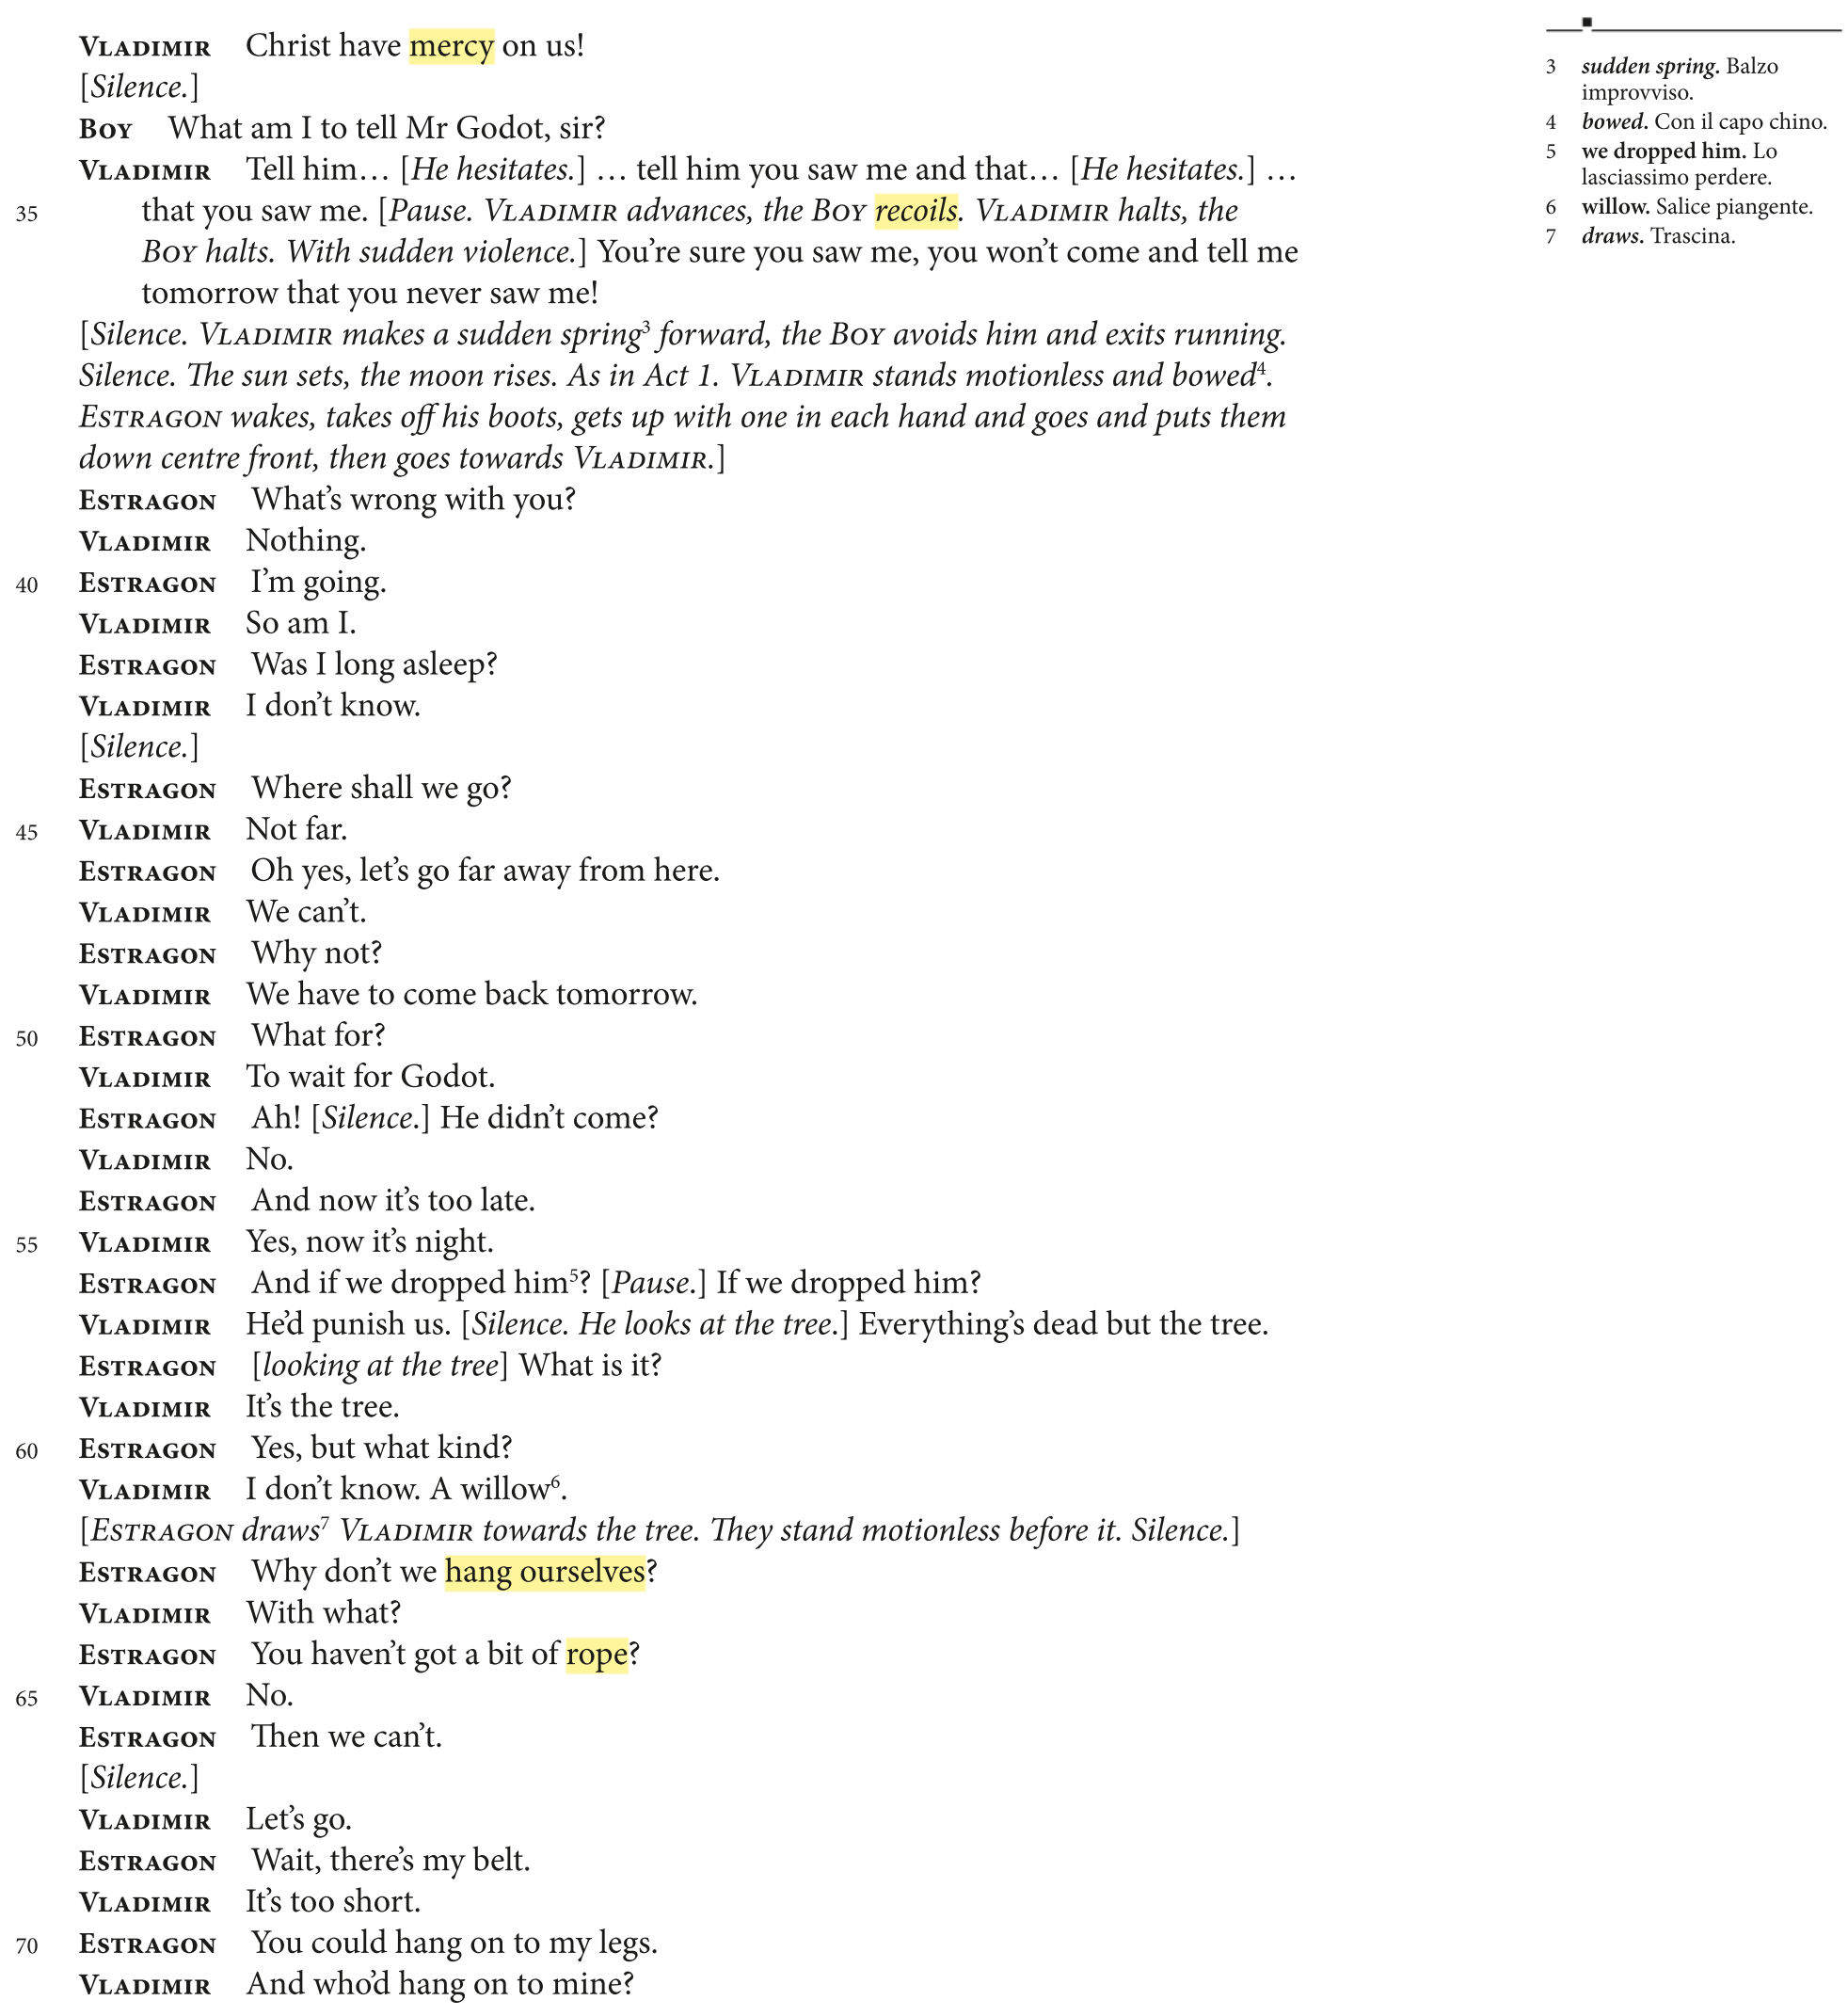 VLADIMIR Christ have mercy on us!
[Silence.]
BOY What am I to tell Mr Godot, sir?
VLADIMIR Tell him… [He hesitates.] … tell him you saw me and that… [He hesitates.] …
35 that you saw me. [Pause. VLADIMIR advances, the BOY recoils. VLADIMIR halts, the
BOY halts. With sudden violence.] You’re sure you saw me, you won’t come and tell me
tomorrow that you never saw me!
[Silence. VLADIMIR makes a sudden spring³ forward, the BOY avoids him and exits running.
Silence. The sun sets, the moon rises. As in Act 1. VLADIMIR stands motionless and bowed⁴.
ESTRAGON wakes, takes off his boots, gets up with one in each hand and goes and puts them
down centre front, then goes towards VLADIMIR.]
ESTRAGON What’s wrong with you?
VLADIMIR Nothing.
40 ESTRAGON I’m going.
VLADIMIR So am I.
ESTRAGON Was I long asleep?
VLADIMIR I don’t know.
[Silence.]
ESTRAGON Where shall we go?
45 VLADIMIR Not far.
ESTRAGON Oh yes, let’s go far away from here.
VLADIMIR We can’t.
ESTRAGON Why not?
VLADIMIR We have to come back tomorrow.
50 ESTRAGON What for?
VLADIMIR To wait for Godot.
ESTRAGON Ah! [Silence.] He didn’t come?
VLADIMIR No.
ESTRAGON And now it’s too late.
55 VLADIMIR Yes, now it’s night.
ESTRAGON And if we dropped him⁵? [Pause.] If we dropped him?
VLADIMIR He’d punish us. [Silence. He looks at the tree.] Everything’s dead but the tree.
ESTRAGON [looking at the tree] What is it?
VLADIMIR It’s the tree.
60 ESTRAGON Yes, but what kind?
VLADIMIR I don’t know. A willow⁶.
[ESTRAGON draws⁷ VLADIMIR towards the tree. They stand motionless before it. Silence.]
ESTRAGON Why don’t we hang ourselves?
VLADIMIR With what?
ESTRAGON You haven’t got a bit of rope?
65 VLADIMIR No.
ESTRAGON Then we can’t.
[Silence.]
VLADIMIR Let’s go.
ESTRAGON Wait, there’s my belt.
VLADIMIR It’s too short.
70 ESTRAGON You could hang on to my legs.
VLADIMIR And who’d hang on to mine?
3 sudden spring. Balzo
improvviso.
4 bowed. Con il capo chino.
5 we dropped him. Lo
lasciassimo perdere.
6 willow. Salice piangente.
7 draws. Trascina.